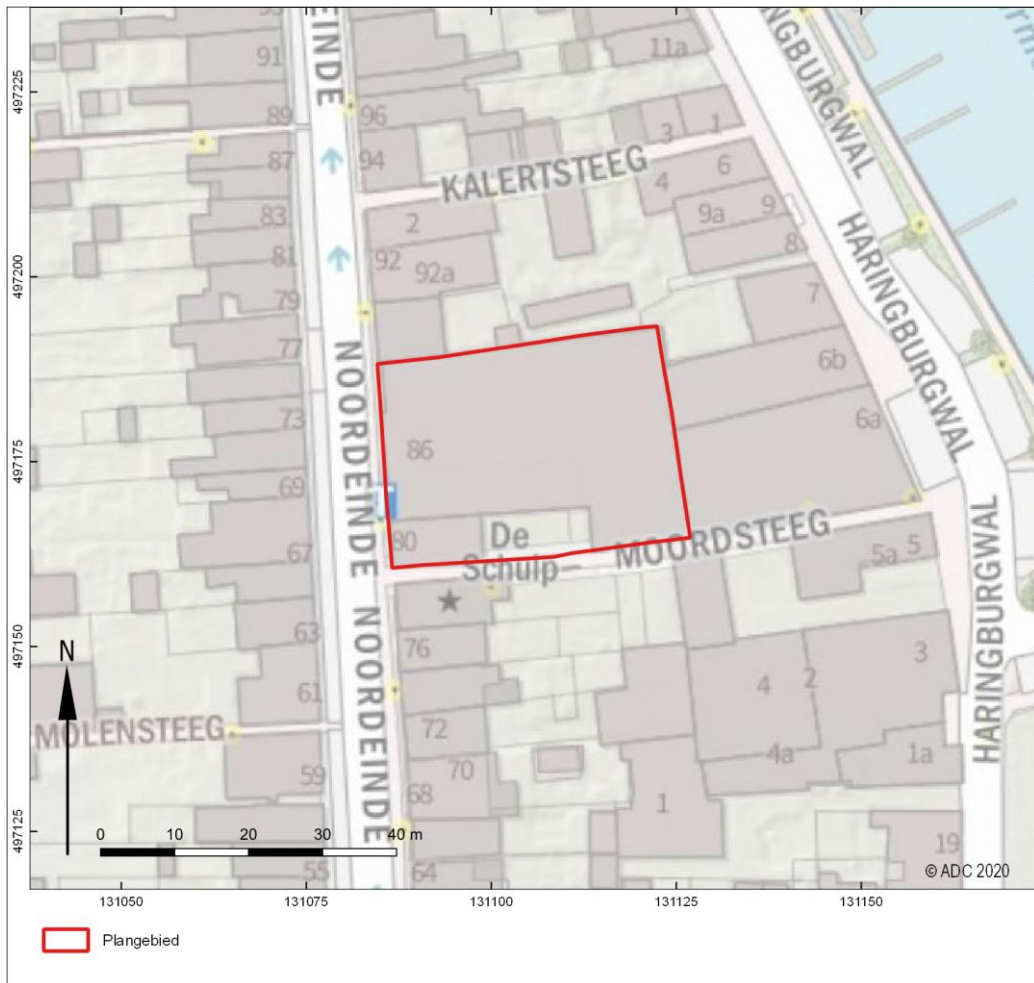 EINDE
HARINGBURGWAL
11a
91
497225
96
89
3
1
87
94
KALERTSTEEG
6
4
83
2
9a
9
HARINGBURGWAL
81
92
92a
8
497200
79
7
77
NOORDEINDE
6b
73
86
6a
497175
69
80
De
Schulp-
MOORDSTEEG
67
5a
5
HARINGBURGWAL
63
76
497150
N
NOORDEINDE
3
61
4
2
MOLENSTEEG
72
4a
1a
59
70
68
1
497125
0
10
20
30
40 m
19
55
64
© ADC 2020
131050
131075
131100
131125
131150
Plangebied